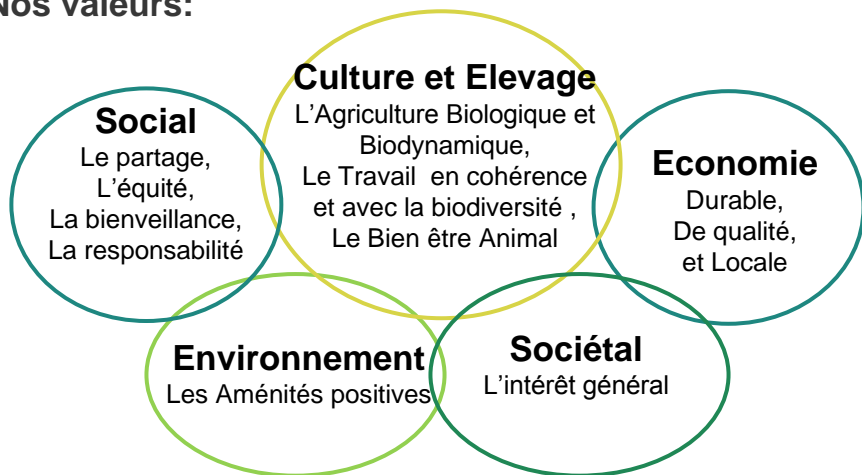 Nos valeurs:
Culture et Elevage
L'Agriculture Biologique et
Biodynamique,
Le Travail en cohérence
et avec la biodiversité ,
Le Bien être Animal
Social
Le partage,
L'équité,
La bienveillance,
La responsabilité
Economie
Durable,
De qualité,
et Locale
Environnement
Les Aménités positives
Sociétal
L'intérêt général